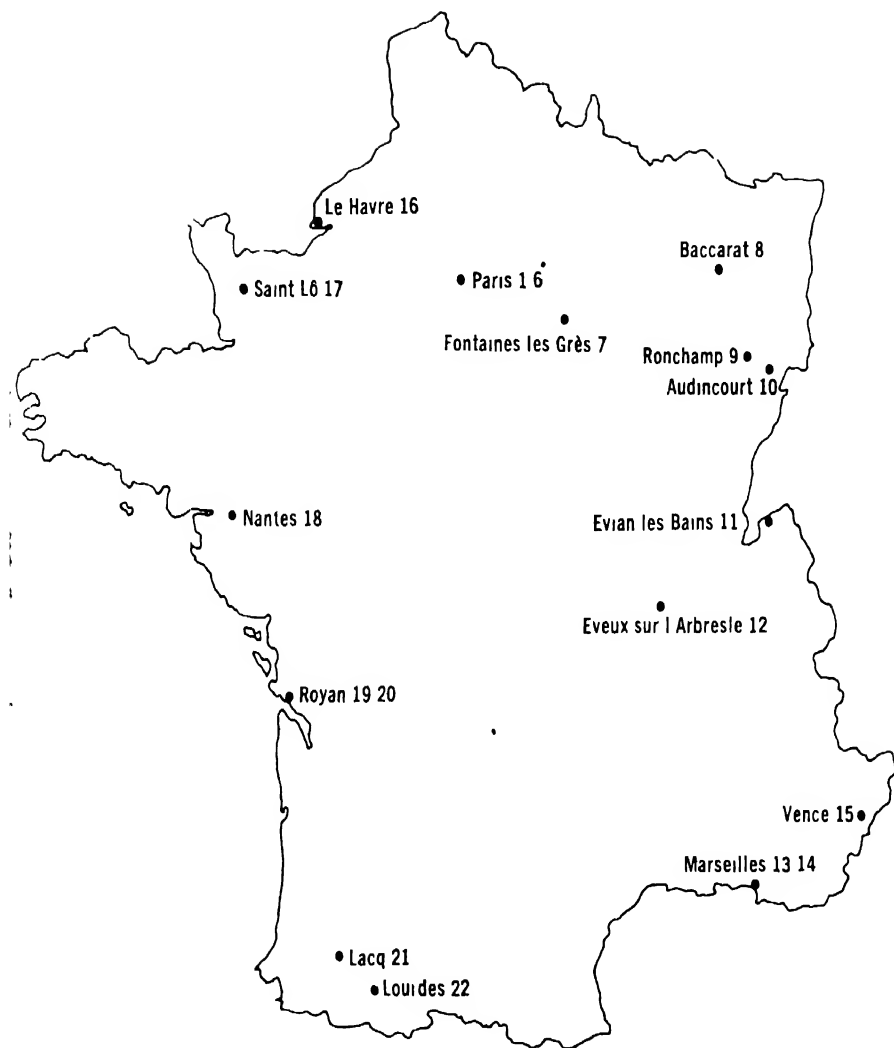 Le Havre 16
Saint Lô 17
Paris 1 6
Baccarat 8
Fontaines les Grès 7
Ronchamp 9
Audincourt 10
Nantes 18
Evian les Bains 11
Eveux sur l Arbresle 12
Royan 19 20
Vence 15
Marseilles 13 14
Lacq 21
Lourdes 22